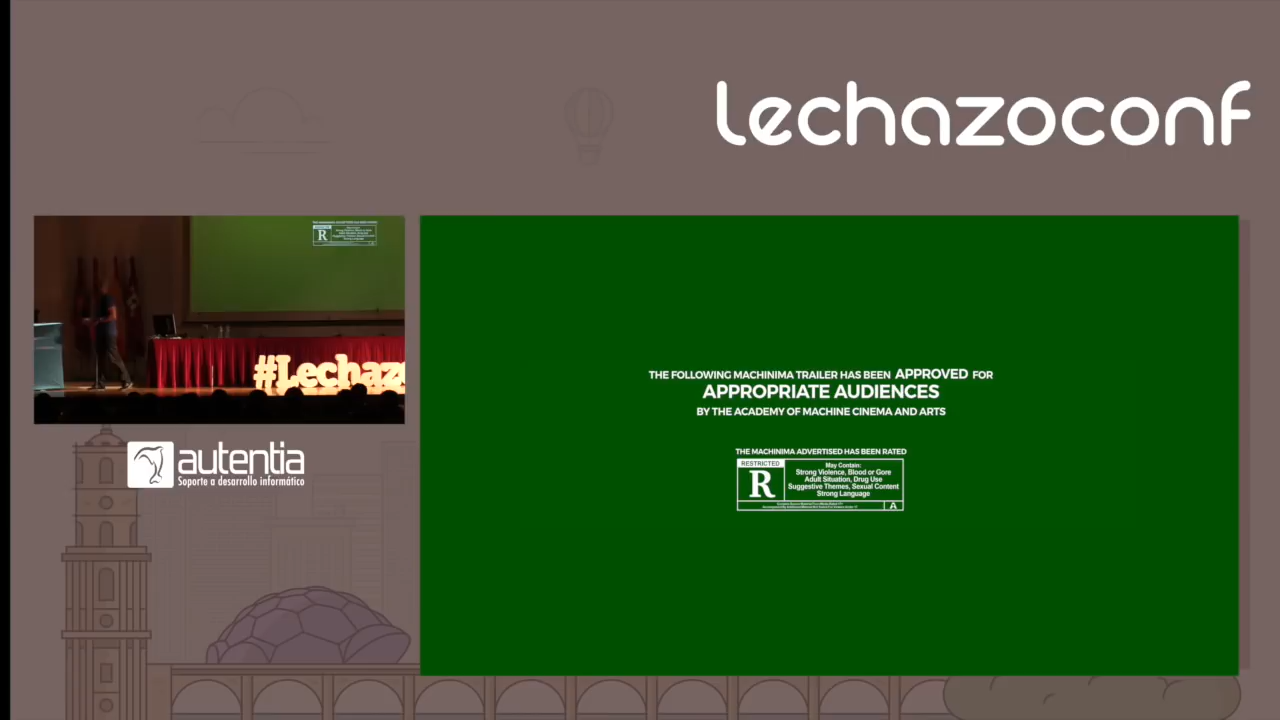 lechazoconf
#Lechazo
autentia
Soporte a desarrollo informático
THE FOLLOWING MACHINIMA TRAILER HAS BEEN APPROVED FOR
APPROPRIATE AUDIENCES
BY THE ACADEMY OF MACHINE CINEMA AND ARTS
THE MACHINIMA ADVERTISED HAS BEEN RATED
RESTRICTED
R
May Contain:
Strong Violence, Blood or Gore
Adult Situation, Drug Use
Suggestive Themes, Sexual Content
Strong Language
A